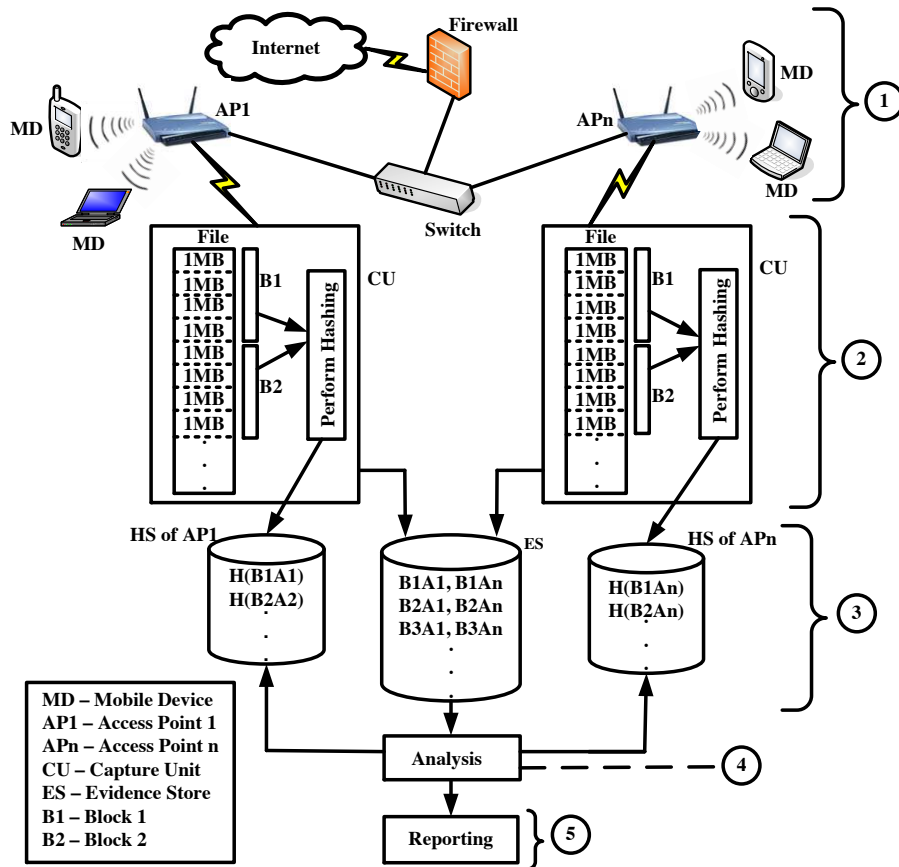 Internet
Firewall
MD
AP1
APn
MD
1
MD
MD
Switch
File
1MB
1MB
1MB
1MB
1MB
1MB
1MB
1MB
.
.
.
B1
B2
Perform Hashing
CU
File
1MB
1MB
1MB
1MB
1MB
1MB
1MB
1MB
.
.
.
B1
B2
Perform Hashing
CU
2
HS of AP1
H(B1A1)
H(B2A2)
. .
. .
. .
ES
B1A1, B1An
B2A1, B2An
B3A1, B3An
. .
. .
. .
HS of APn
H(B1An)
H(B2An)
. .
. .
. .
3
MD – Mobile Device
AP1 – Access Point 1
APn – Access Point n
CU – Capture Unit
ES – Evidence Store
B1 – Block 1
B2 – Block 2
Analysis
4
Reporting
5